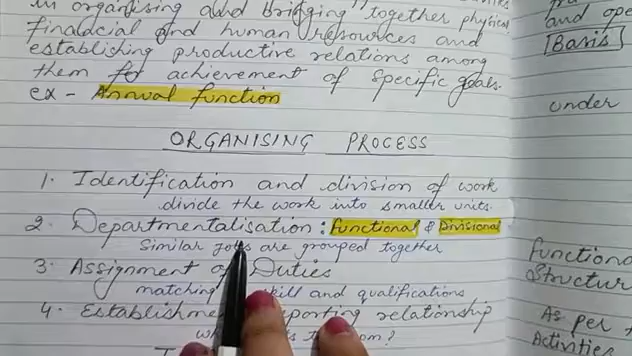 in organising and bringing together physical,
financial and human resources and
establishing productive relations among
them for achievement of specific goals.
ex - Annual function
ORGANISING PROCESS
1. Identification and division of work
divide the work into smaller units.
2. Departmentalisation : functional & Divisional
Similar jobs are grouped together
3. Assignment of Duties
matching skill and qualifications
4. Establishment reporting relationship
and ope
Basis
under
functional
Structur
As per
Activities